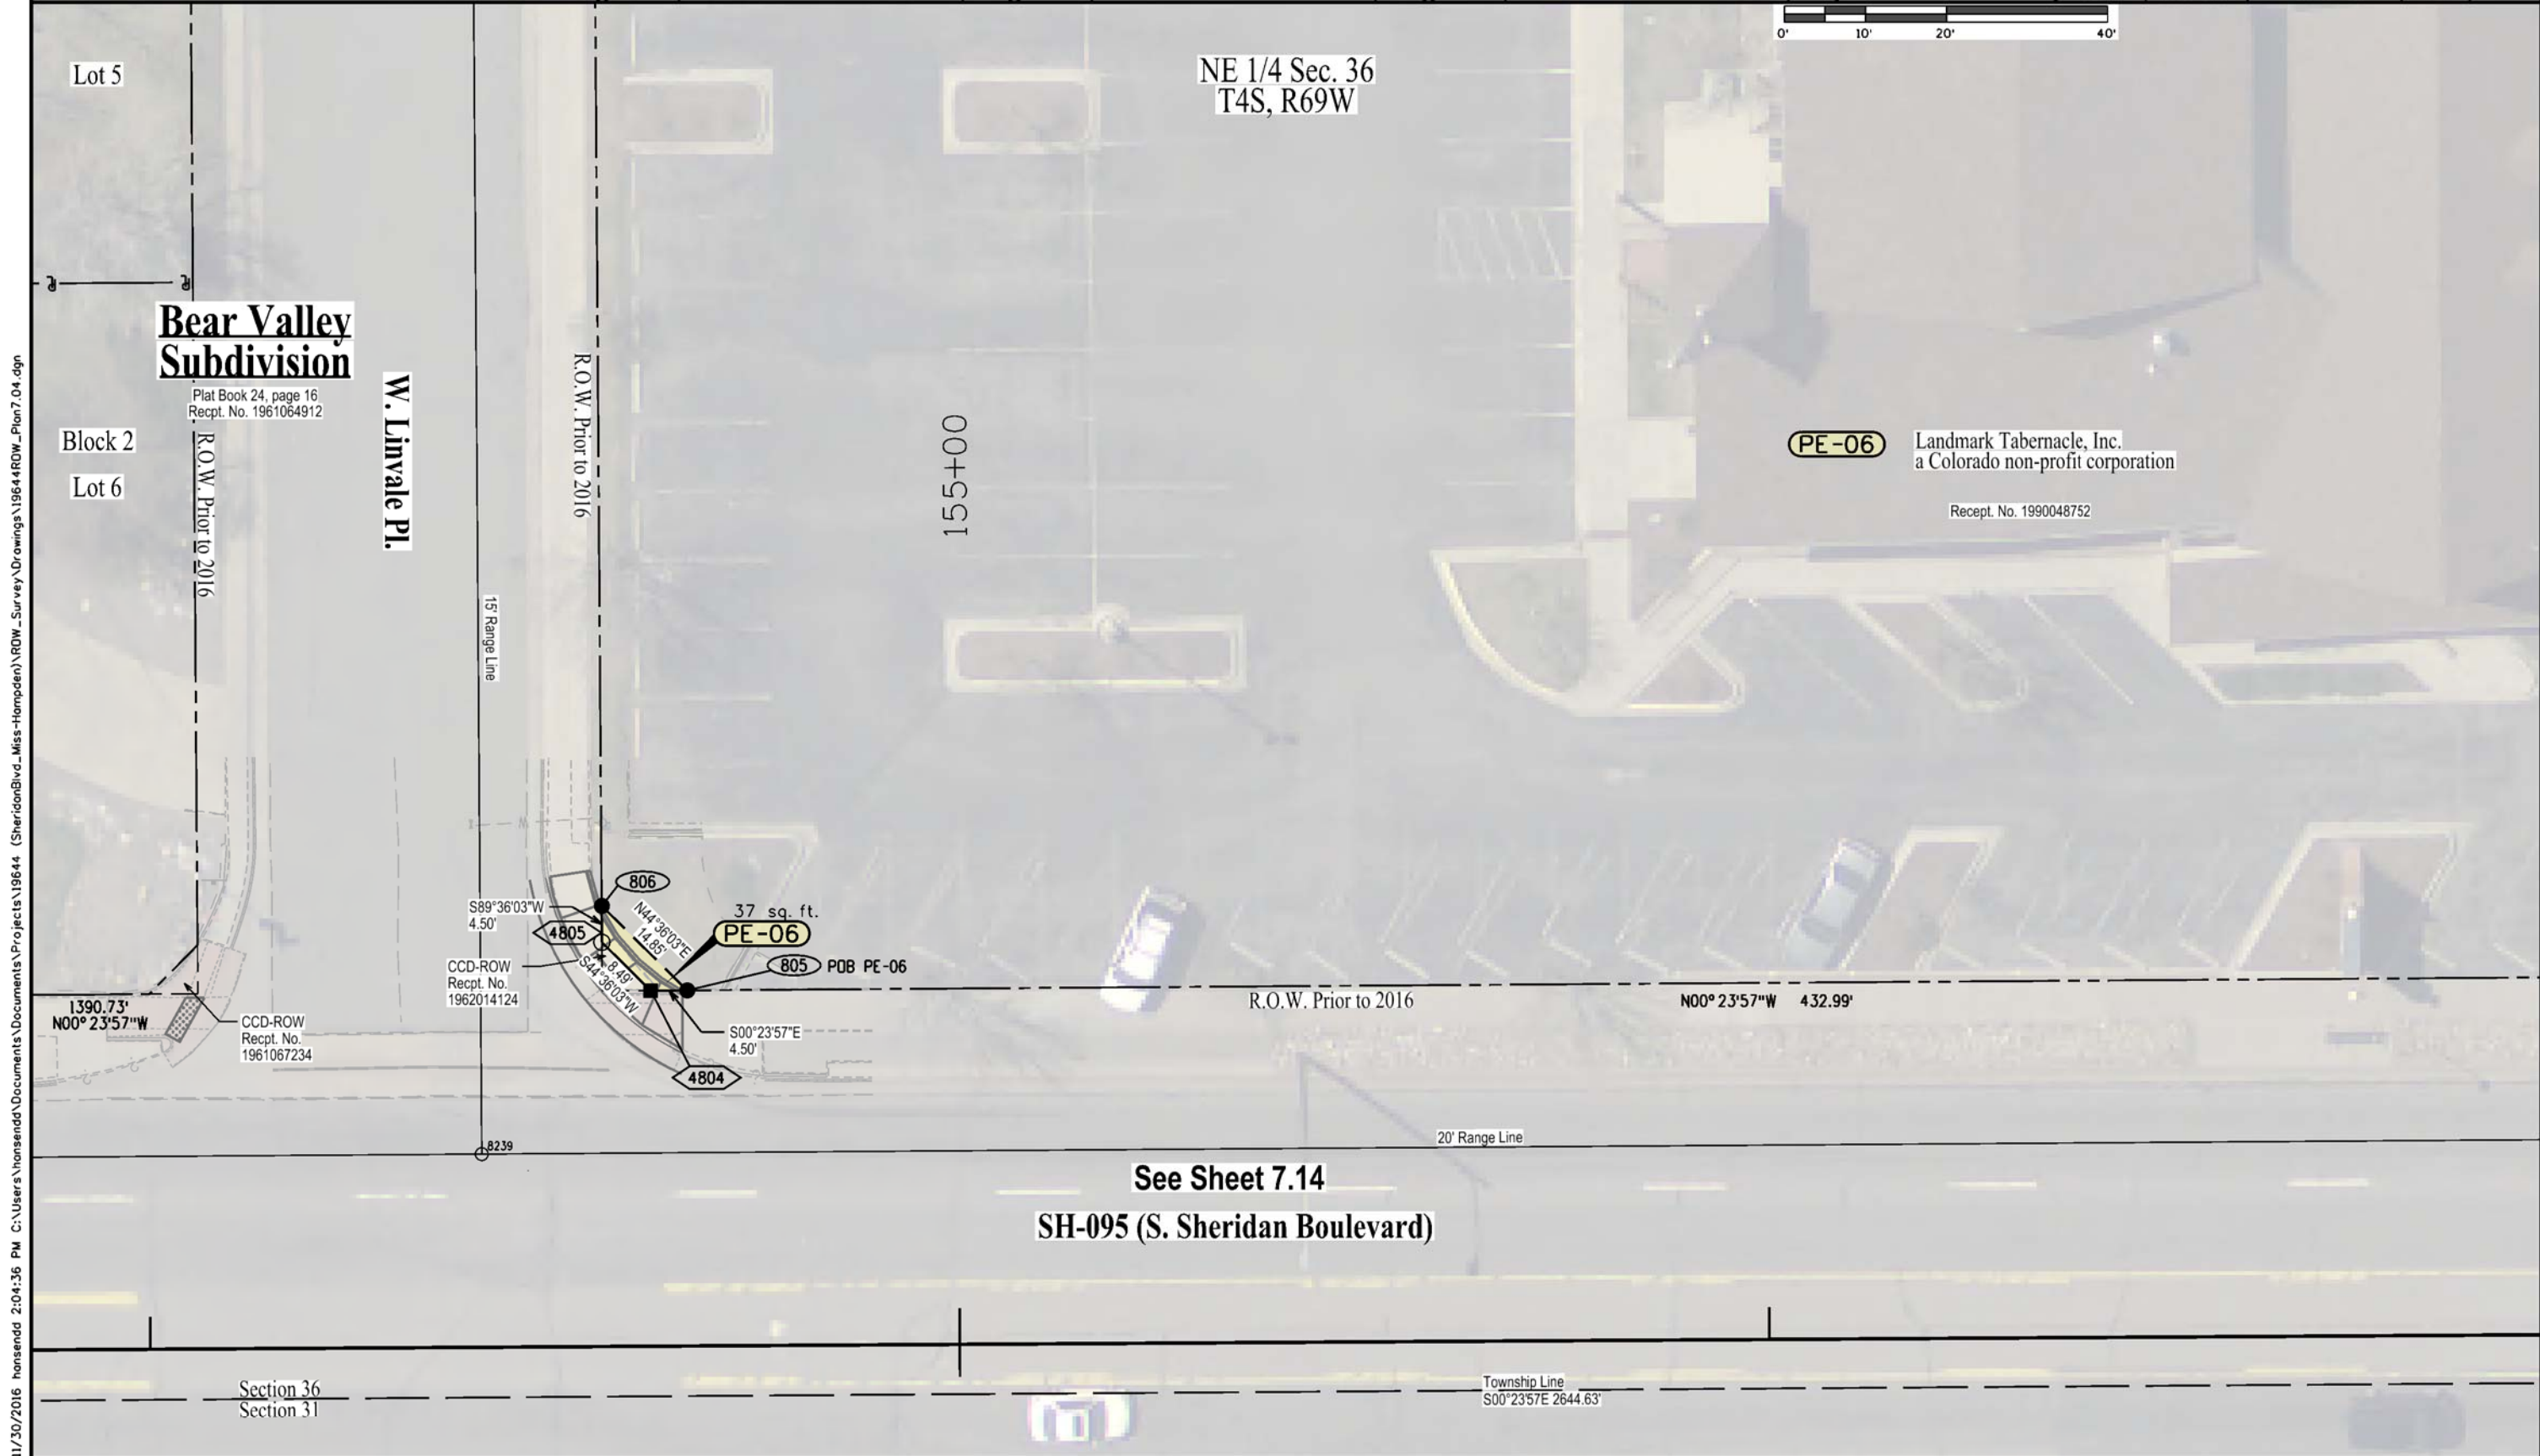 0' 10' 20' 40'
Lot 5
NE 1/4 Sec. 36
T4S, R69W
Bear Valley
Subdivision
Plat Book 24, page 16
Recpt. No. 1961064912
Block 2
Lot 6
R.O.W. Prior to 2016
W. Linvale Pl.
15' Range Line
R.O.W. Prior to 2016
155+00
PE-06
Landmark Tabernacle, Inc.
a Colorado non-profit corporation
Recept. No. 1990048752
806
S89°36'03"W
4.50'
4805
N44°36'03"E
14.85'
37 sq. ft.
PE-06
805 POB PE-06
CCD-ROW
Recpt. No.
1962014124
8.49'
S44°36'03"W
S00°23'57"E
4.50'
4804
1390.73'
N00°23'57"W
CCD-ROW
Recpt. No.
1961067234
R.O.W. Prior to 2016
N00°23'57"W 432.99'
8239
20' Range Line
See Sheet 7.14
SH-095 (S. Sheridan Boulevard)
Section 36
Section 31
Township Line
S00°23'57E 2644.63'
11/30/2016 hansendd 2:04:36 PM C:\Users\hansendd\Documents\Documents\Projects\19644 (SheridanBlvd_Miss-Hampden)\ROW_Survey\Drawings\19644ROW_Plan7.04.dgn